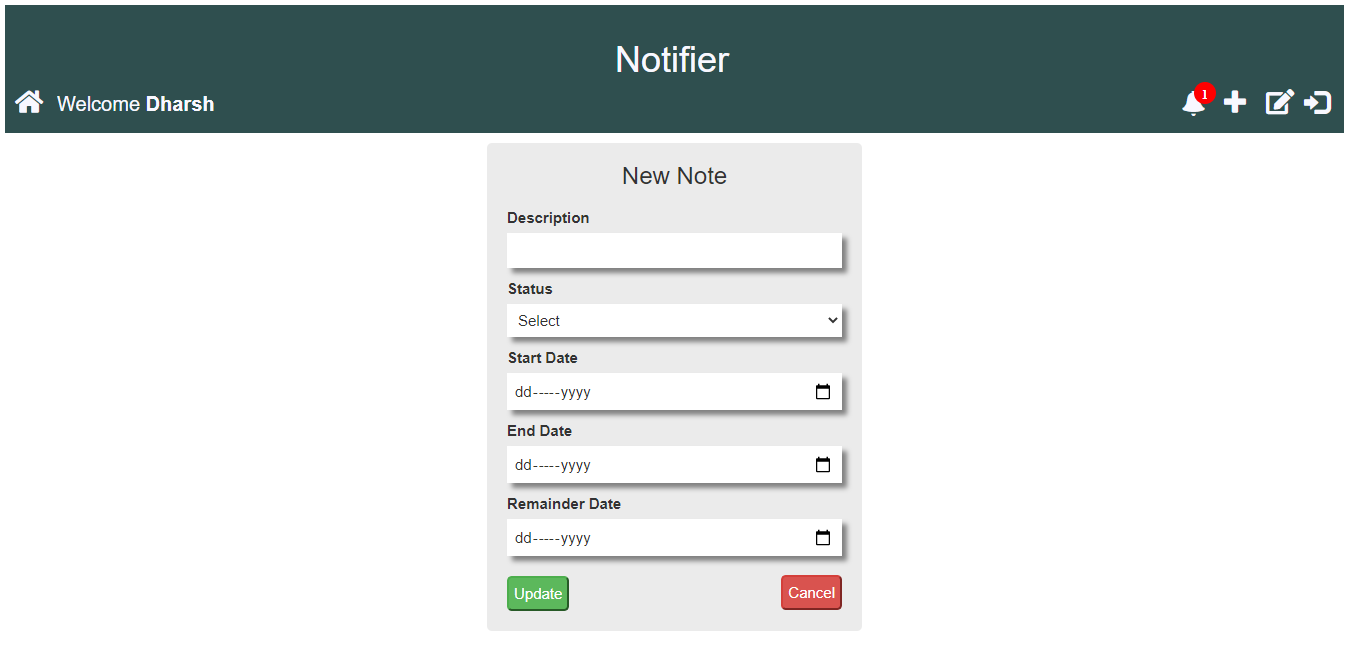 Notifier
Welcome Dharsh
1
New Note
Description
Status
Select
Start Date
dd-----yyyy
End Date
dd-----yyyy
Remainder Date
dd-----yyyy
Update
Cancel